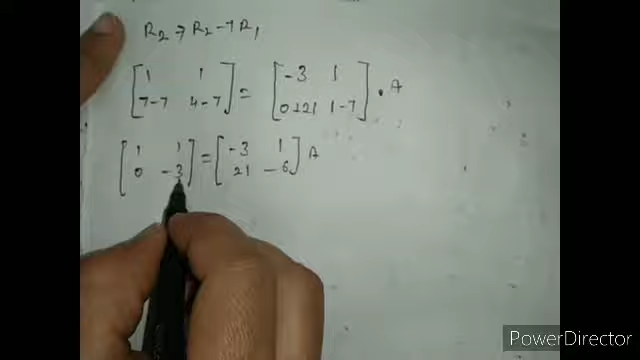 R2 → R2 - 7R1
[1 1 7-7 4-7] = [-3 1 0+21 1-7] . A
[1 1 0 -3] = [-3 1 21 -6] A
PowerDirector